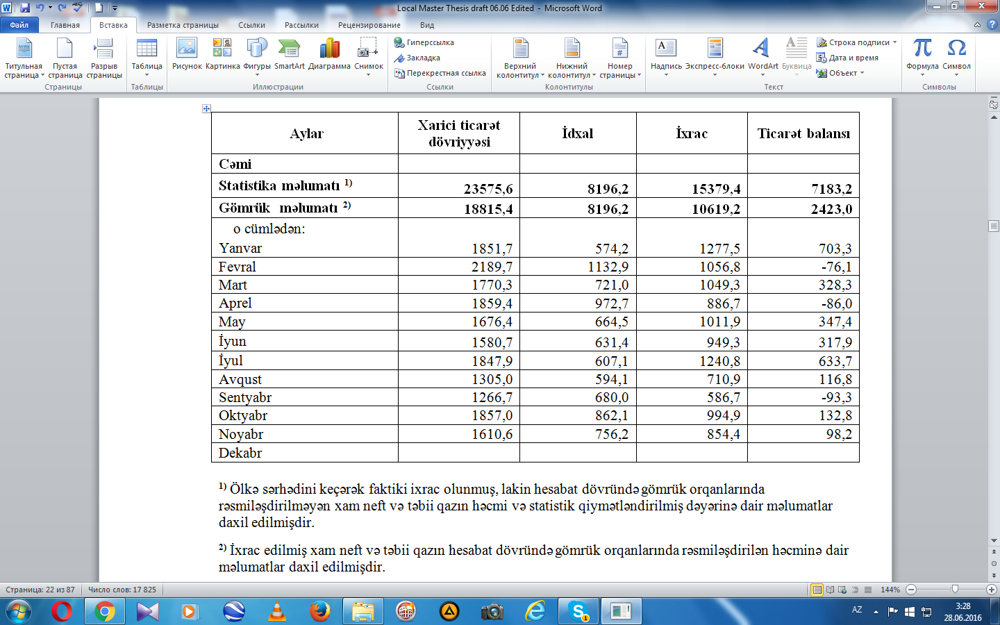 Local Master Thesis draft 06.06 Edited - Microsoft Word
Файл Главная Вставка Разметка страницы Ссылки Рассылки Рецензирование Вид
Титульная страница Пустая страница Разрыв страницы
Таблица
Рисунок Картинка Фигуры SmartArt Диаграмма Снимок
Гиперссылка
Закладка
Перекрестная ссылка
Верхний колонтитул Нижний колонтитул Номер страницы
Надпись Экспресс-блоки WordArt Буквица
Строка подписи
Дата и время
Объект
Формула Символ
Страницы Таблицы Иллюстрации Ссылки Колонтитулы Текст Символы
Aylar Xarici ticarət dövriyyəsi İdxal İxrac Ticarət balansı
Cəmi
Statistika məlumatı 1) 23575,6 8196,2 15379,4 7183,2
Gömrük məlumatı 2) 18815,4 8196,2 10619,2 2423,0
o cümlədən:
Yanvar 1851,7 574,2 1277,5 703,3
Fevral 2189,7 1132,9 1056,8 -76,1
Mart 1770,3 721,0 1049,3 328,3
Aprel 1859,4 972,7 886,7 -86,0
May 1676,4 664,5 1011,9 347,4
İyun 1580,7 631,4 949,3 317,9
İyul 1847,9 607,1 1240,8 633,7
Avqust 1305,0 594,1 710,9 116,8
Sentyabr 1266,7 680,0 586,7 -93,3
Oktyabr 1857,0 862,1 994,9 132,8
Noyabr 1610,6 756,2 854,4 98,2
Dekabr
1) Ölkə sərhədini keçərək faktiki ixrac olunmuş, lakin hesabat dövründə gömrük orqanlarında
rəsmiləşdirilməyən xam neft və təbii qazın həcmi və statistik qiymətləndirilmiş dəyərinə dair məlumatlar
daxil edilmişdir.
2) İxrac edilmiş xam neft və təbii qazın hesabat dövründə gömrük orqanlarında rəsmiləşdirilən həcminə dair
məlumatlar daxil edilmişdir.
Страница: 22 из 87 Число слов: 17 825 144%
AZ 3:28
28.06.2016